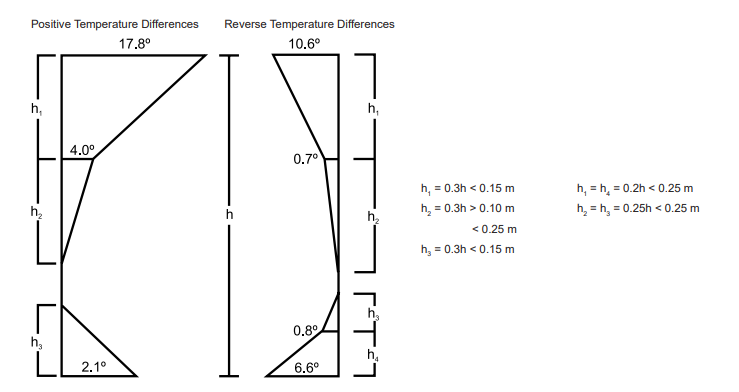 Positive Temperature Differences
Reverse Temperature Differences
17.8º
10.6º
h1
h1
4.0º
0.7º
h2
h
h2
h1 = 0.3h < 0.15 m
h2 = 0.3h > 0.10 m
< 0.25 m
h3 = 0.3h < 0.15 m
h1 = h4 = 0.2h < 0.25 m
h2 = h3 = 0.25h < 0.25 m
h3
h3
0.8º
h4
2.1º
6.6º